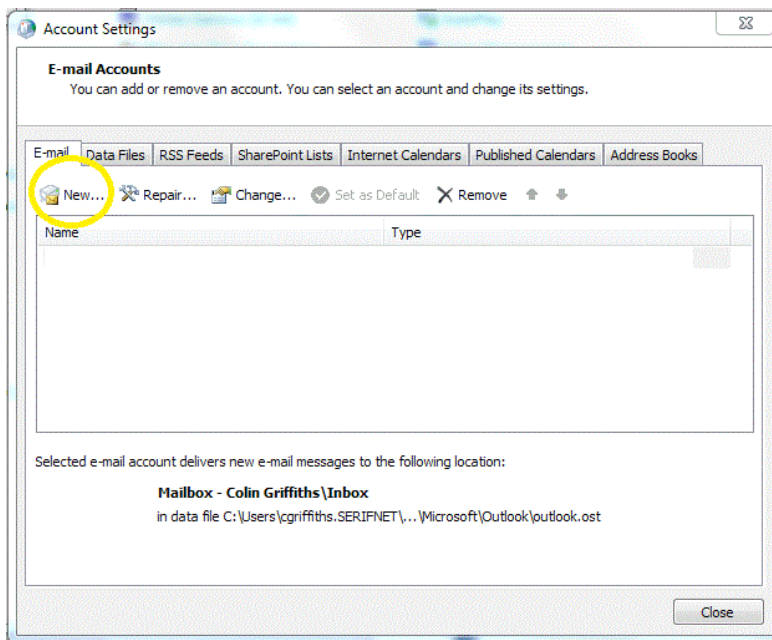 Account Settings
E-mail Accounts
You can add or remove an account. You can select an account and change its settings.
E-mail Data Files RSS Feeds SharePoint Lists Internet Calendars Published Calendars Address Books
New... Repair... Change... Set as Default Remove
Name Type
Selected e-mail account delivers new e-mail messages to the following location:
Mailbox - Colin Griffiths\Inbox
in data file C:\Users\cgriffiths.SERIFNET\...\Microsoft\Outlook\outlook.ost
Close